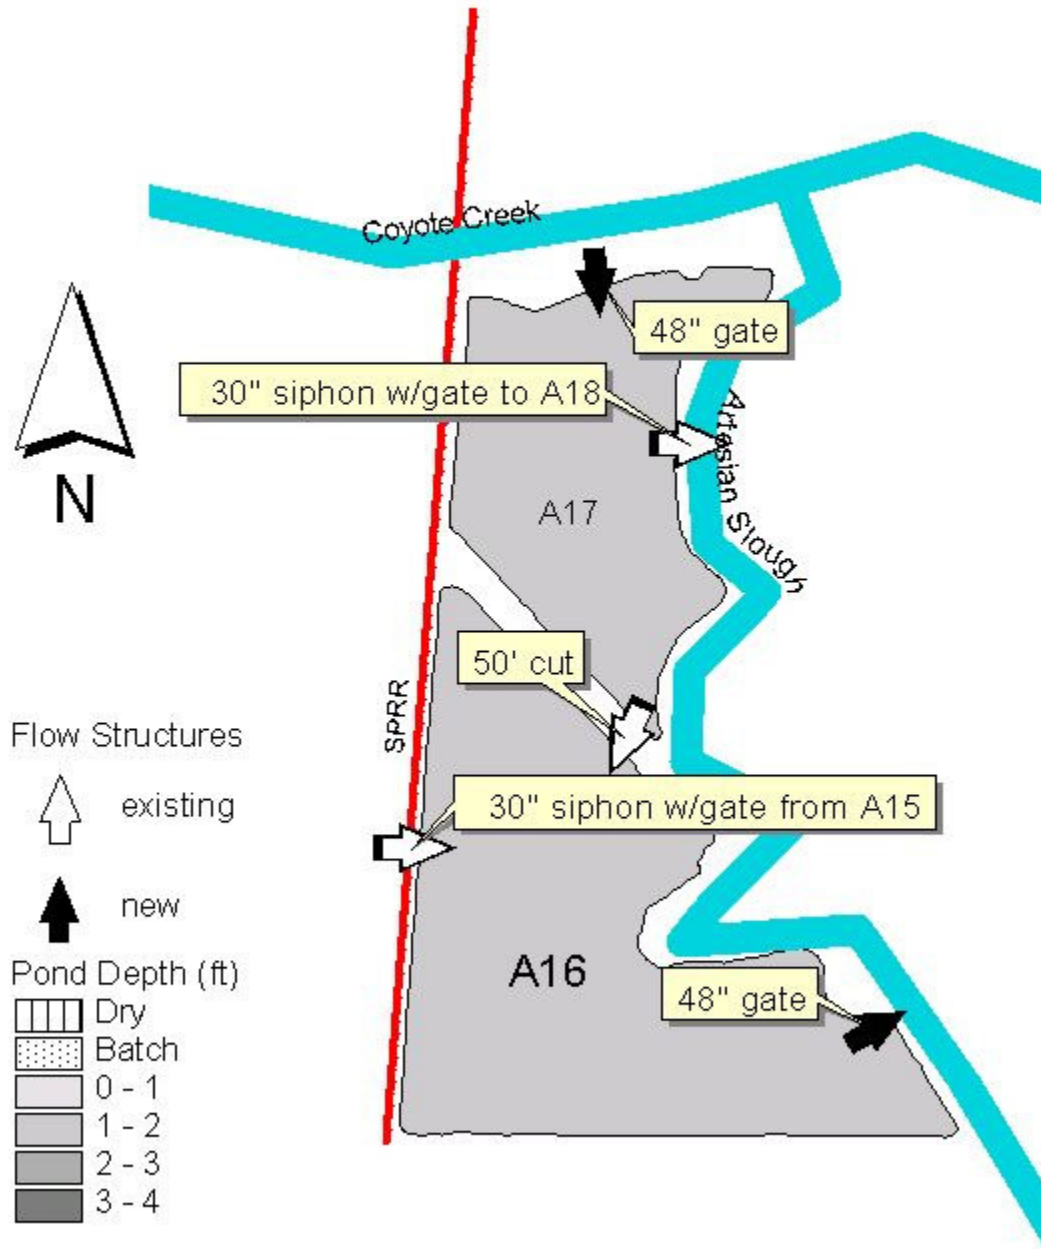 Coyote Creek
48" gate
30" siphon w/gate to A18
Artesian Slough
N
A17
50' cut
SPRR
Flow Structures
existing
30" siphon w/gate from A15
new
A16
Pond Depth (ft)
48" gate
Dry
Batch
0 - 1
1 - 2
2 - 3
3 - 4